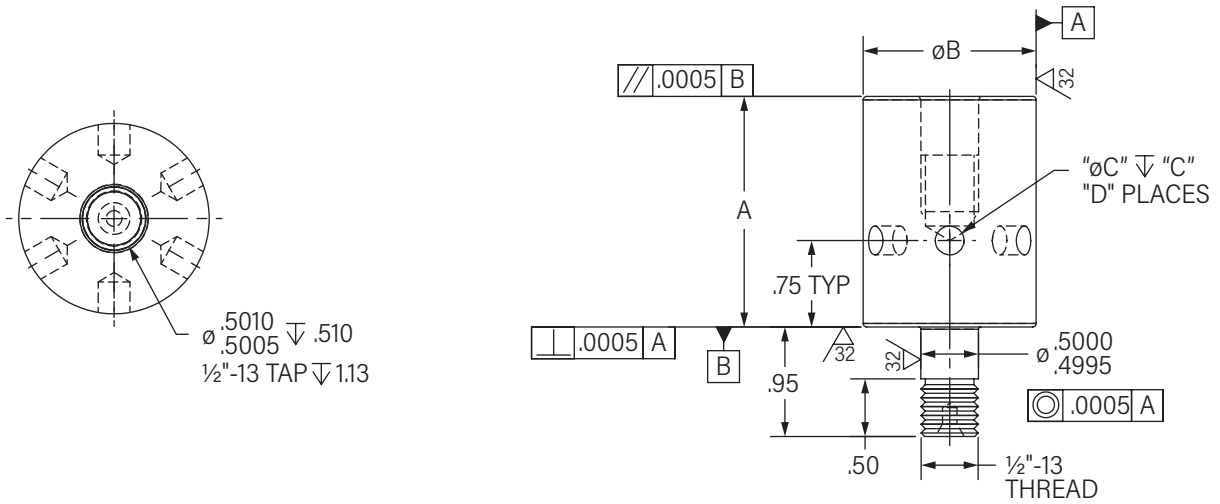 ø .5010 ↧ .510
.5005
½"-13 TAP ↧ 1.13
// .0005 B
øB
A
32
A
"øC" ↧ "C"
"D" PLACES
.75 TYP
⊥ .0005 A
B
32
32
ø .5000
.4995
.95
◎ .0005 A
.50
½"-13
THREAD